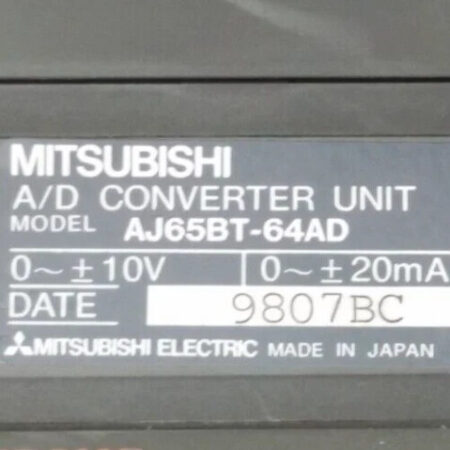 MITSUBISHI
A/D CONVERTER UNIT
MODEL AJ65BT-64AD
0~±10V 0~±20mA
DATE 9807BC
MITSUBISHI ELECTRIC MADE IN JAPAN